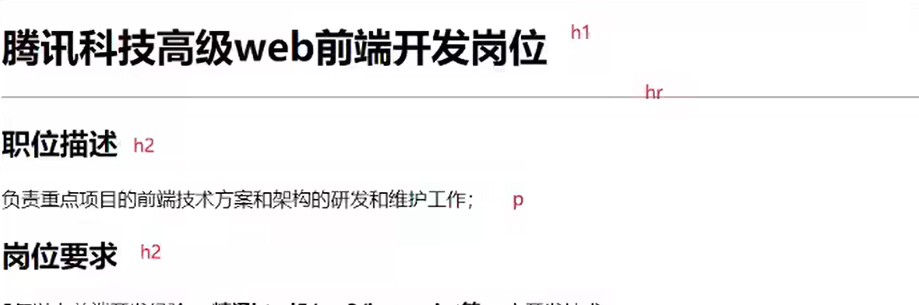 腾讯科技高级web前端开发岗位 h1
hr
职位描述 h2
负责重点项目的前端技术方案和架构的研发和维护工作； p
岗位要求 h2